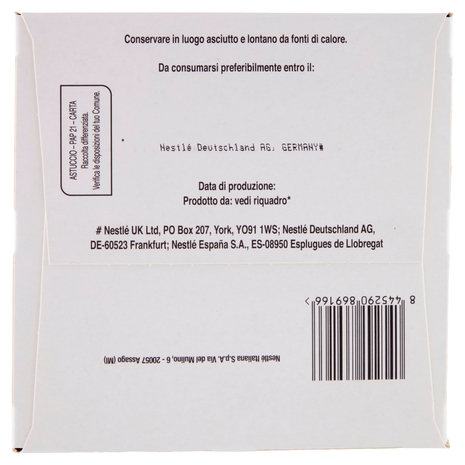 Conservare in luogo asciutto e lontano da fonti di calore.
Da consumarsi preferibilmente entro il:
ASTUCCIO – PAP 21 – CARTA
Raccolta differenziata.
Verifica le disposizioni del tuo Comune.
Nestlé Deutschland AG, GERMANY#
Data di produzione:
Prodotto da: vedi riquadro*
# Nestlé UK Ltd, PO Box 207, York, YO91 1WS; Nestlé Deutschland AG,
DE-60523 Frankfurt; Nestlé España S.A., ES-08950 Esplugues de Llobregat
8 445290 869166 >
Nestlé Italiana S.p.A. Via del Mulino, 6 - 20057 Assago (MI)